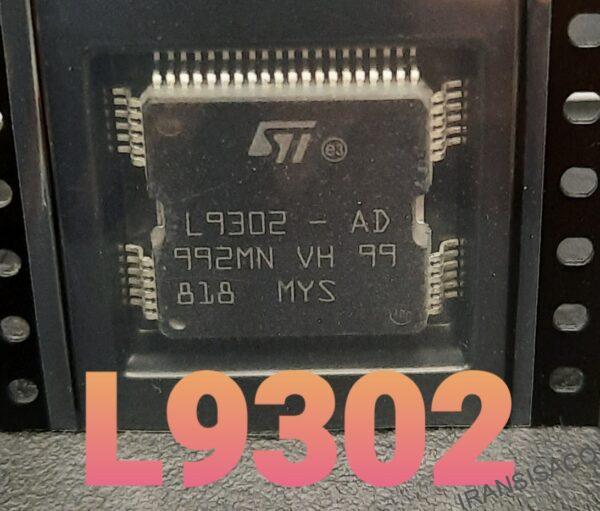 ST e3
L9302 - AD
992MN VH 99
818 MYS
L9302
IRANSISACO